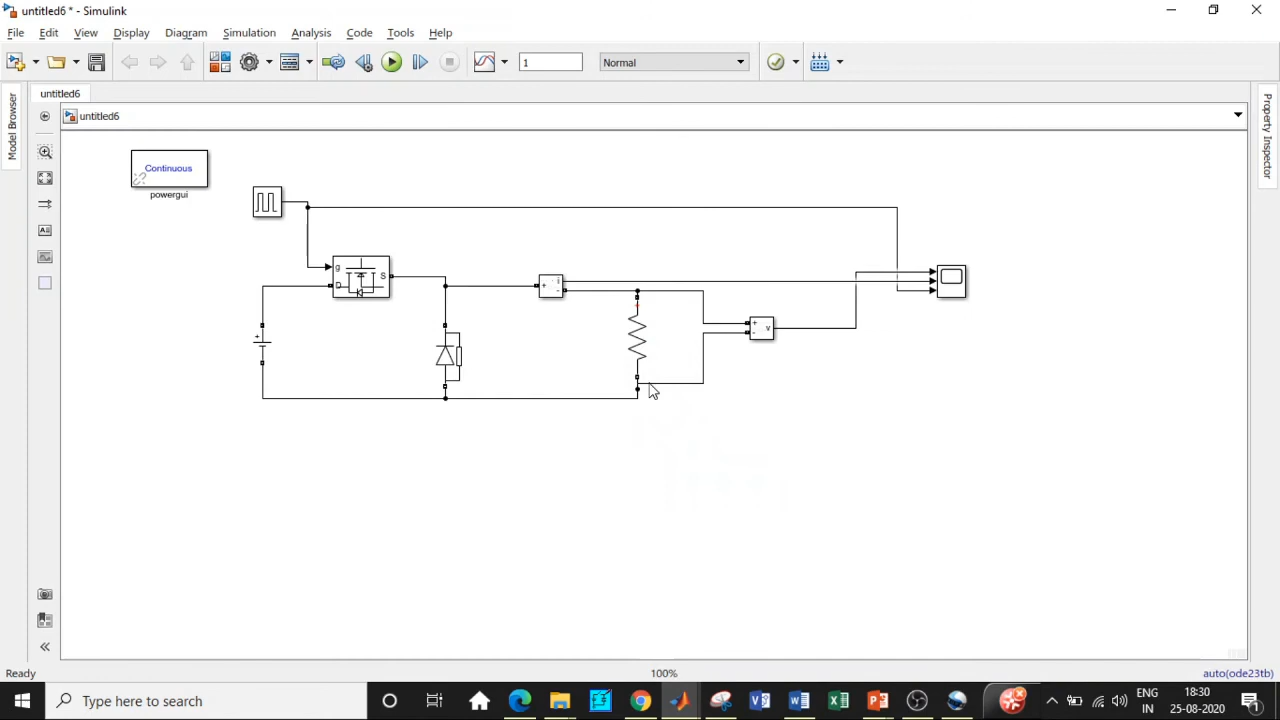 untitled6 * - Simulink
File Edit View Display Diagram Simulation Analysis Code Tools Help
1 Normal
untitled6
untitled6
Model Browser
Property Inspector
Continuous
powergui
g
S
D
+
+ i
-
+
+ v
-
Ready 100% auto(ode23tb)
Type here to search
ENG
IN
18:30
25-08-2020
1